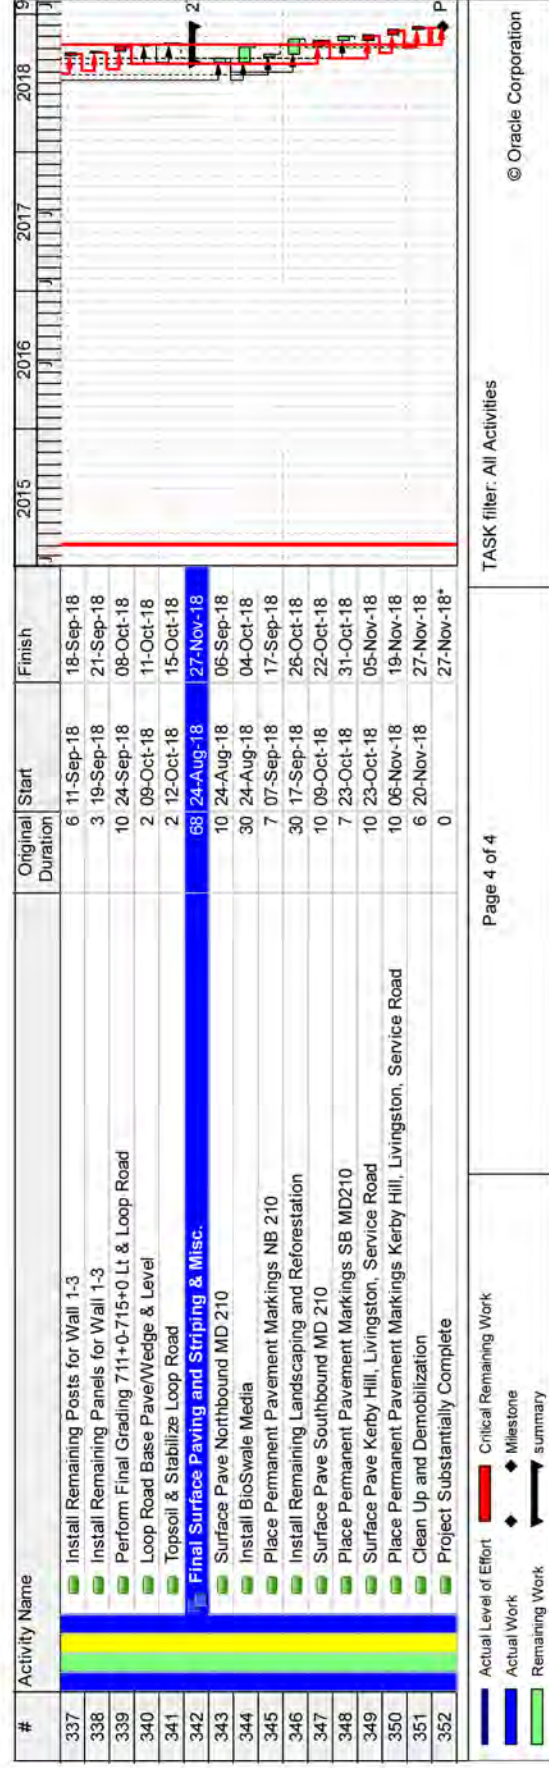 # Activity Name Original Duration Start Finish 2015 2016 2017 2018 9
J J J J J J J J
337 Install Remaining Posts for Wall 1-3 6 11-Sep-18 18-Sep-18
338 Install Remaining Panels for Wall 1-3 3 19-Sep-18 21-Sep-18
339 Perform Final Grading 711+0-715+0 Lt & Loop Road 10 24-Sep-18 08-Oct-18
340 Loop Road Base Pave/Wedge & Level 2 09-Oct-18 11-Oct-18
341 Topsoil & Stabilize Loop Road 2 12-Oct-18 15-Oct-18
342 Final Surface Paving and Striping & Misc. 68 24-Aug-18 27-Nov-18 2
343 Surface Pave Northbound MD 210 10 24-Aug-18 06-Sep-18
344 Install BioSwale Media 30 24-Aug-18 04-Oct-18
345 Place Permanent Pavement Markings NB 210 7 07-Sep-18 17-Sep-18
346 Install Remaining Landscaping and Reforestation 30 17-Sep-18 26-Oct-18
347 Surface Pave Southbound MD 210 10 09-Oct-18 22-Oct-18
348 Place Permanent Pavement Markings SB MD210 7 23-Oct-18 31-Oct-18
349 Surface Pave Kerby Hill, Livingston, Service Road 10 23-Oct-18 05-Nov-18
350 Place Permanent Pavement Markings Kerby Hill, Livingston, Service Road 10 06-Nov-18 19-Nov-18
351 Clean Up and Demobilization 6 20-Nov-18 27-Nov-18
352 Project Substantially Complete 0 27-Nov-18* P
Actual Level of Effort Critical Remaining Work
Actual Work Milestone
Remaining Work summary
Page 4 of 4
TASK filter: All Activities
© Oracle Corporation